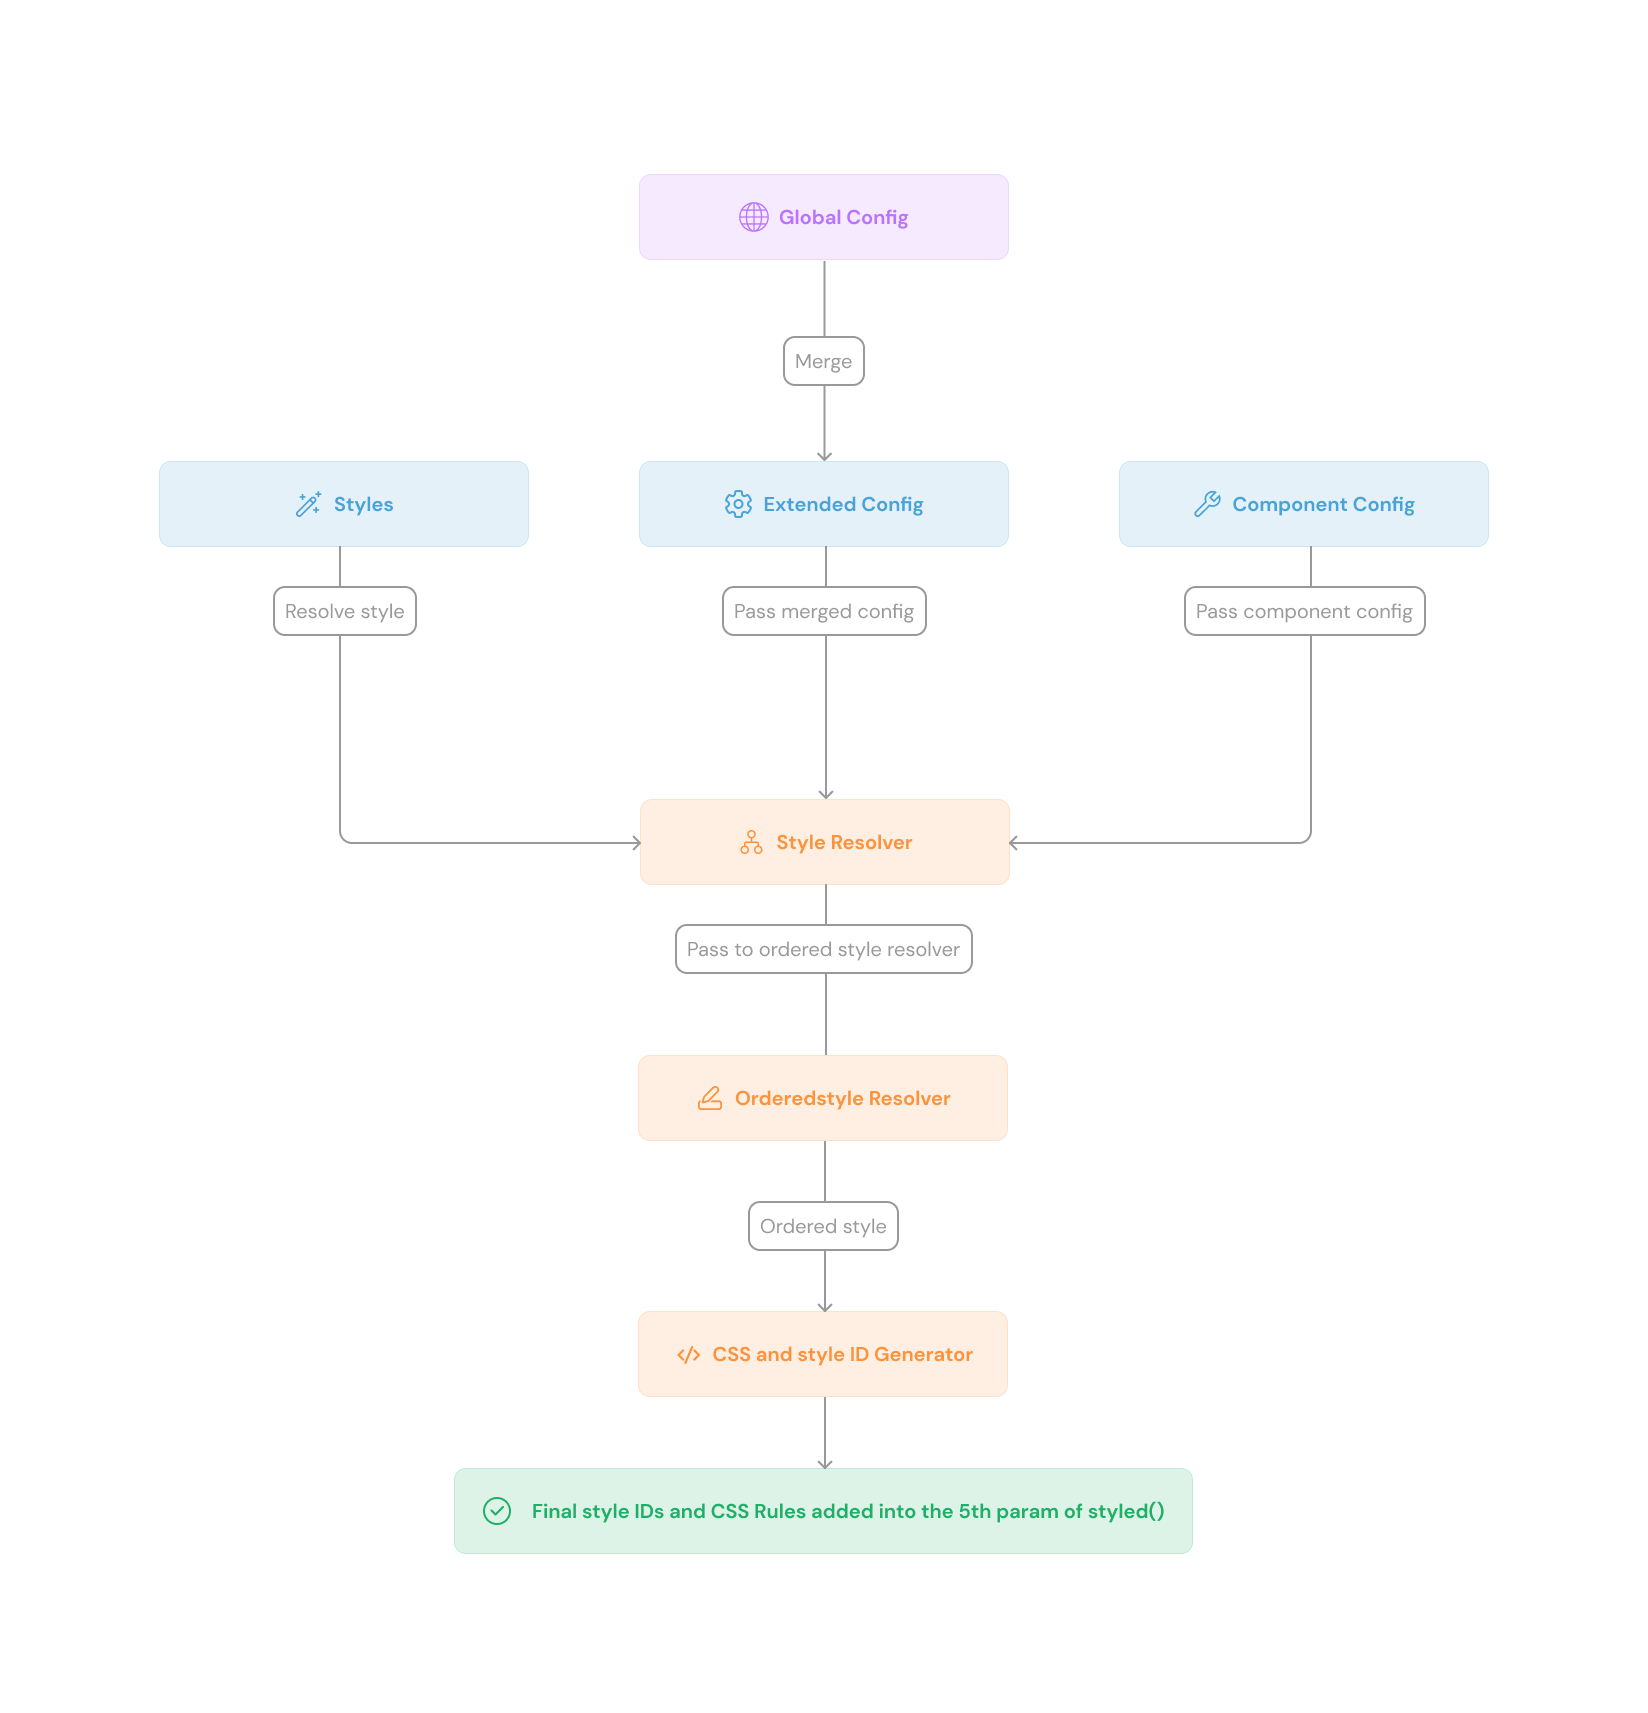 Global Config
Merge
Styles
Extended Config
Component Config
Resolve style
Pass merged config
Pass component config
Style Resolver
Pass to ordered style resolver
Orderedstyle Resolver
Ordered style
CSS and style ID Generator
Final style IDs and CSS Rules added into the 5th param of styled()